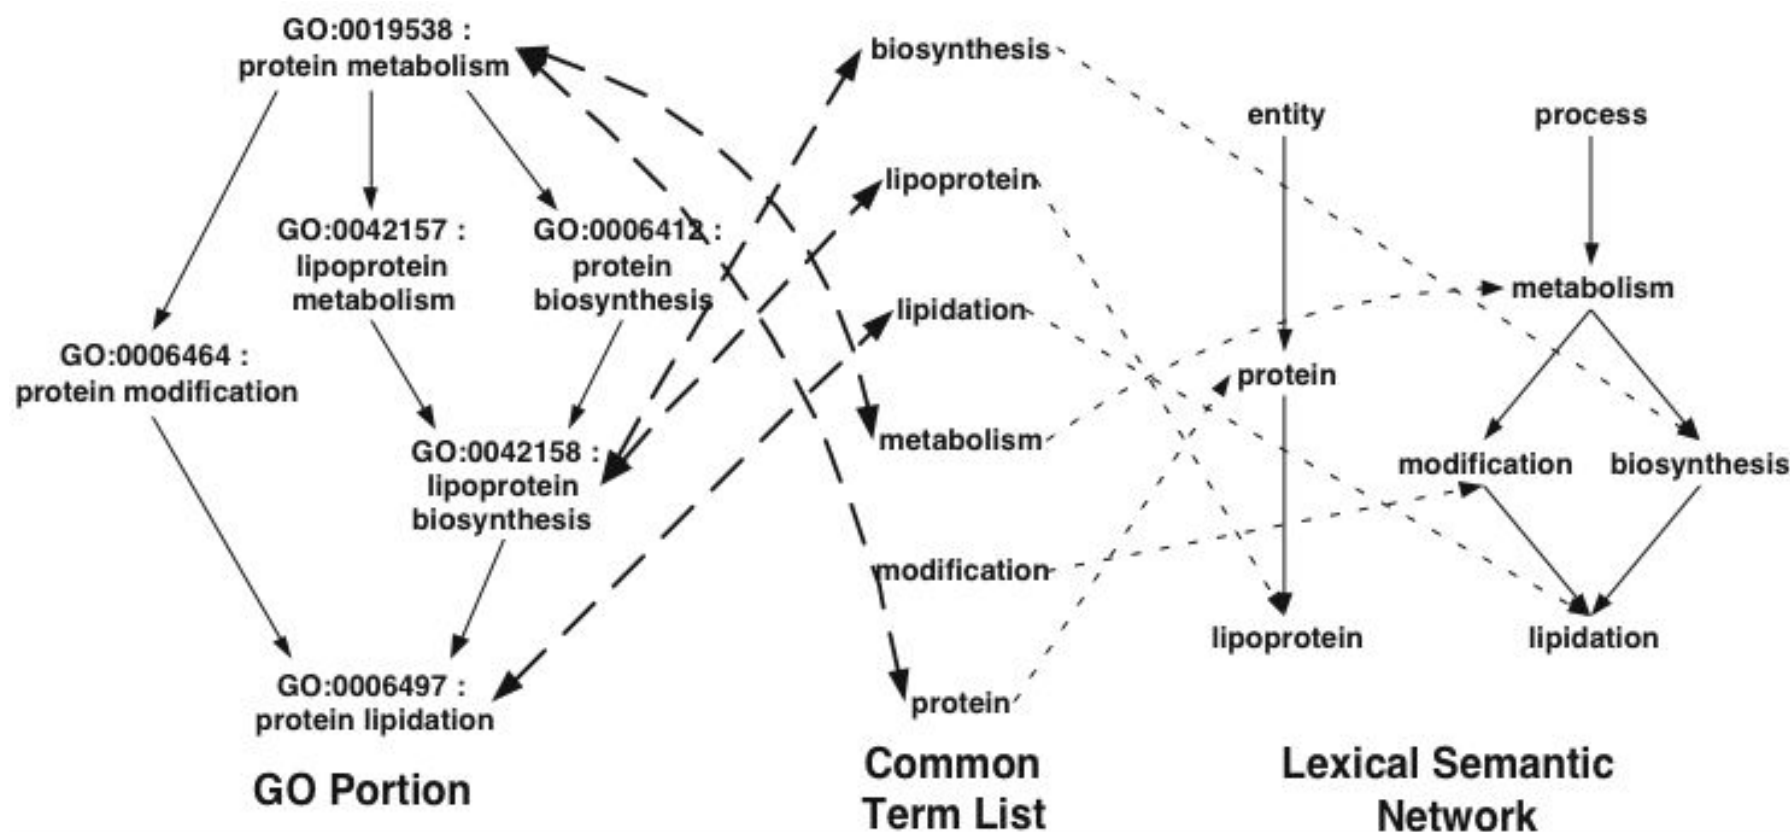 GO:0019538 :
protein metabolism
GO:0042157 :
lipoprotein
metabolism
GO:0006412 :
protein
biosynthesis
GO:0006464 :
protein modification
GO:0042158 :
lipoprotein
biosynthesis
GO:0006497 :
protein lipidation
GO Portion
biosynthesis
lipoprotein
lipidation
metabolism
modification
protein
Common
Term List
entity
process
metabolism
protein
modification
biosynthesis
lipoprotein
lipidation
Lexical Semantic
Network